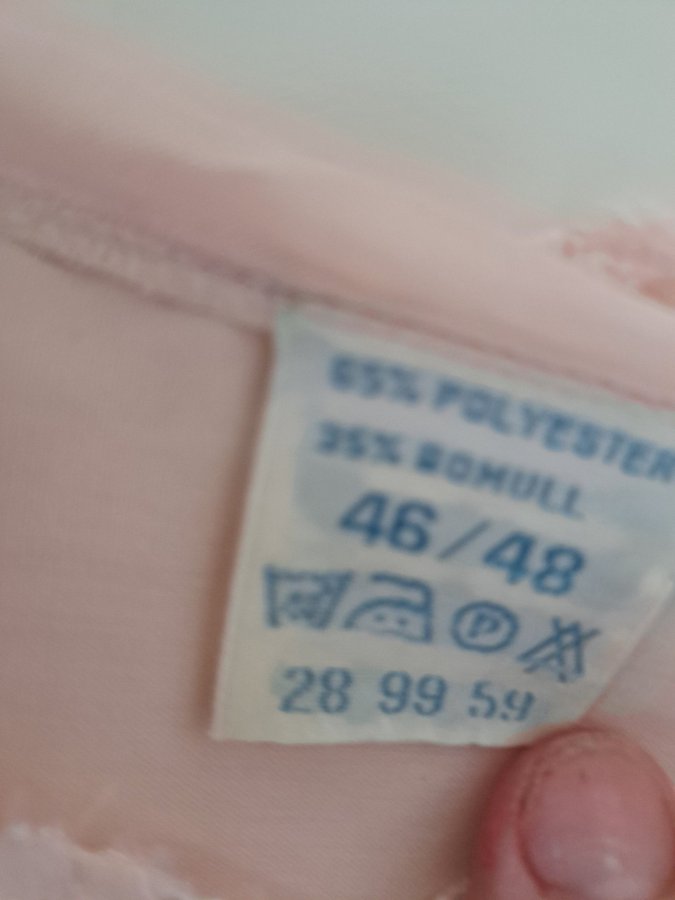 65% POLYESTER
35% BOMULL
46/48
P
28 99 59